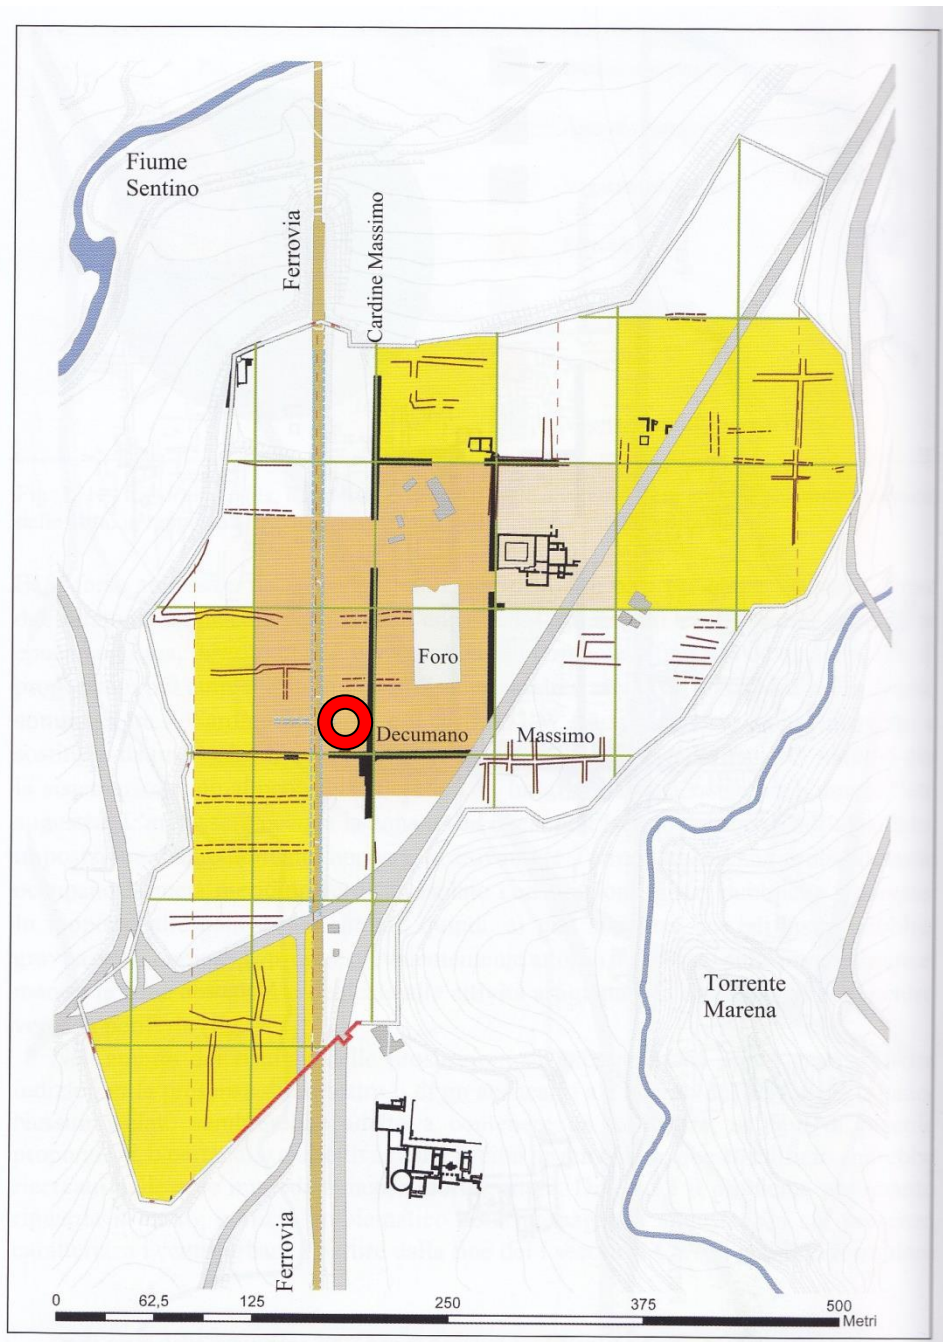 Fiume
Sentino
Ferrovia
Cardine Massimo
Foro
Decumano
Massimo
Torrente
Marena
Ferrovia
0
62,5
125
250
375
500
Metri